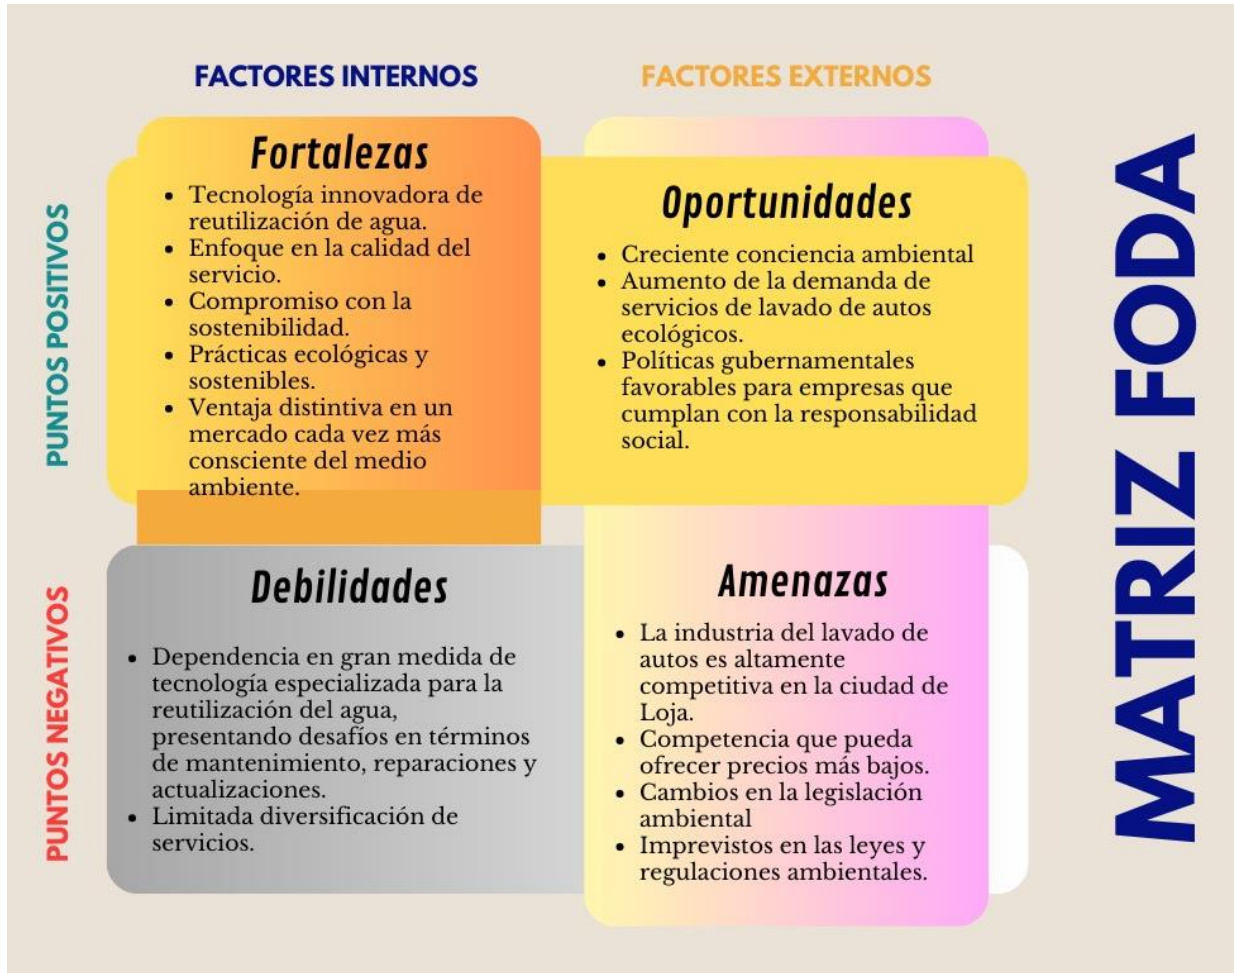 FACTORES INTERNOS
FACTORES EXTERNOS
PUNTOS POSITIVOS
Fortalezas
• Tecnología innovadora de
reutilización de agua.
• Enfoque en la calidad del
servicio.
• Compromiso con la
sostenibilidad.
• Prácticas ecológicas y
sostenibles.
• Ventaja distintiva en un
mercado cada vez más
consciente del medio
ambiente.
Oportunidades
• Creciente conciencia ambiental
• Aumento de la demanda de
servicios de lavado de autos
ecológicos.
• Políticas gubernamentales
favorables para empresas que
cumplan con la responsabilidad
social.
PUNTOS NEGATIVOS
Debilidades
• Dependencia en gran medida de
tecnología especializada para la
reutilización del agua,
presentando desafíos en términos
de mantenimiento, reparaciones y
actualizaciones.
• Limitada diversificación de
servicios.
Amenazas
• La industria del lavado de
autos es altamente
competitiva en la ciudad de
Loja.
• Competencia que pueda
ofrecer precios más bajos.
• Cambios en la legislación
ambiental
• Imprevistos en las leyes y
regulaciones ambientales.
MATRIZ FODA